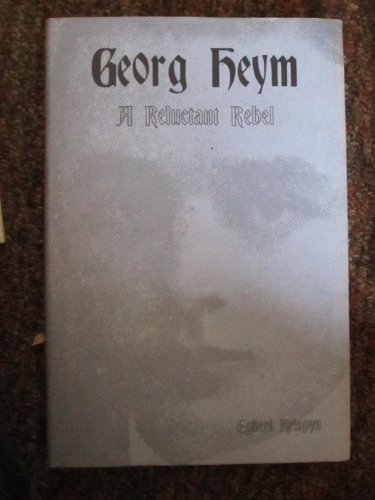 Georg Heym
A Reluctant Rebel
Egbert Krispyn